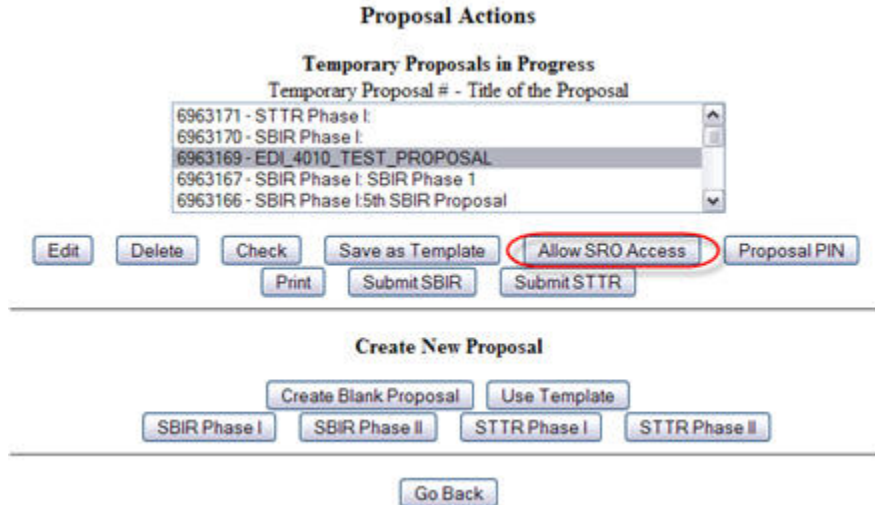 Proposal Actions
Temporary Proposals in Progress
Temporary Proposal # - Title of the Proposal
6963171 - STTR Phase I:
6963170 - SBIR Phase I:
6963169 - EDI_4010_TEST_PROPOSAL
6963167 - SBIR Phase I: SBIR Phase 1
6963166 - SBIR Phase I:5th SBIR Proposal
Edit Delete Check Save as Template Allow SRO Access Proposal PIN
Print Submit SBIR Submit STTR
Create New Proposal
Create Blank Proposal Use Template
SBIR Phase I SBIR Phase II STTR Phase I STTR Phase II
Go Back